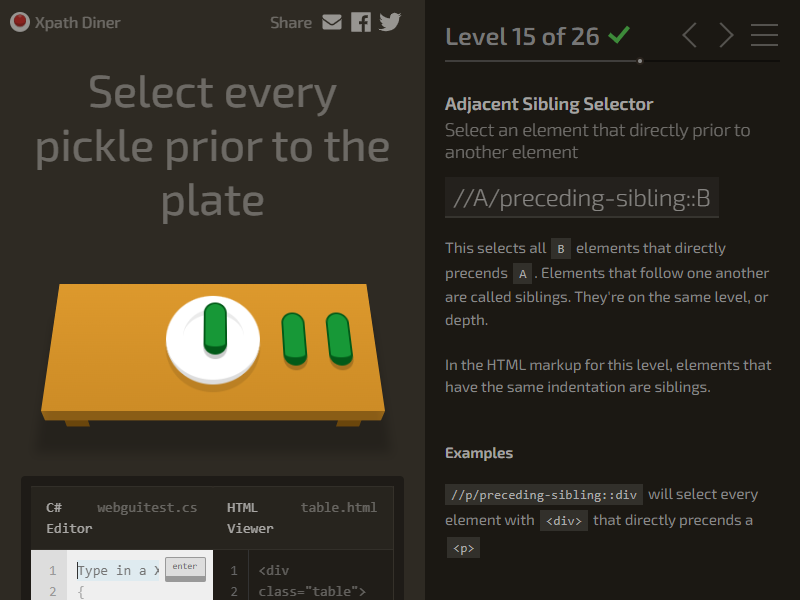 Xpath Diner
Share
Select every
pickle prior to the
plate
C#
Editor
webguitest.cs
HTML
Viewer
table.html
1
Type in a X
enter
2
{
1
<div
2
class="table">
Level 15 of 26
Adjacent Sibling Selector
Select an element that directly prior to
another element
//A/preceding-sibling::B
This selects all B elements that directly
precends A . Elements that follow one another
are called siblings. They're on the same level, or
depth.
In the HTML markup for this level, elements that
have the same indentation are siblings.
Examples
//p/preceding-sibling::div will select every
element with <div> that directly precends a
<p>